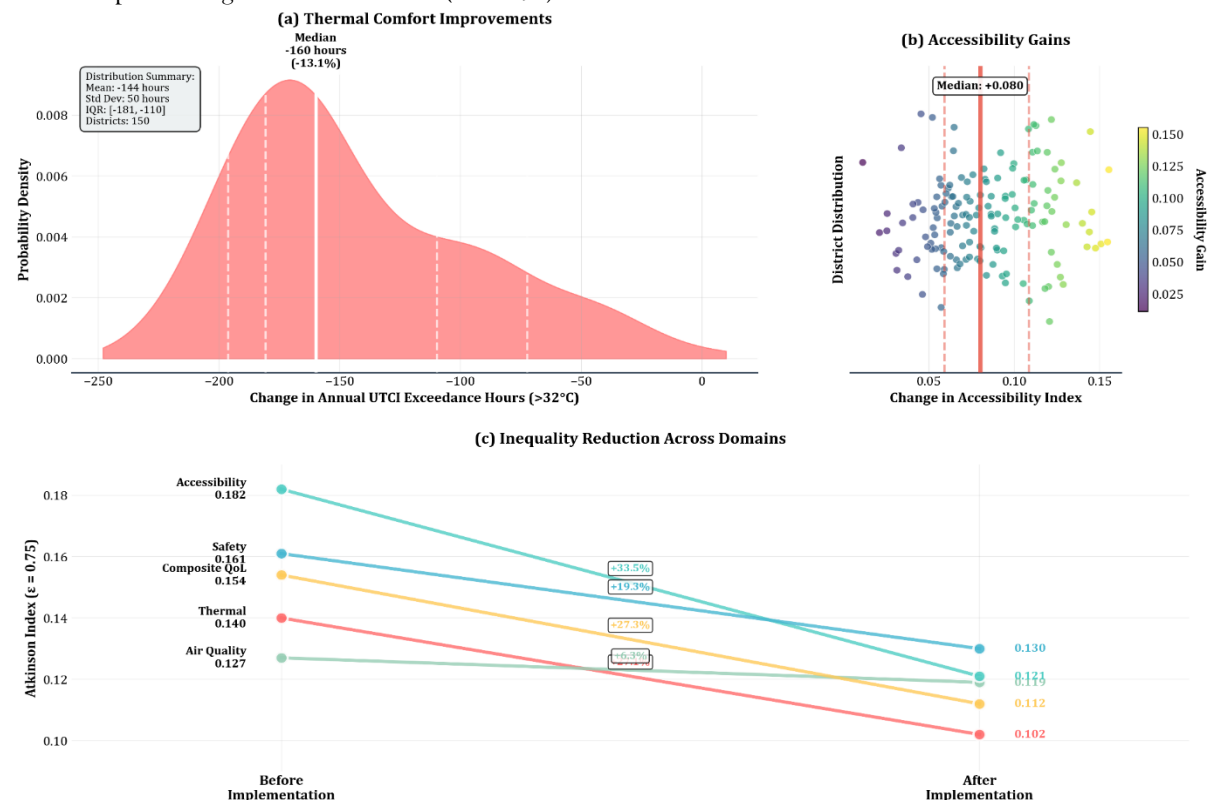 (a) Thermal Comfort Improvements
Median
-160 hours
(-13.1%)
Distribution Summary:
Mean: -144 hours
Std Dev: 50 hours
IQR: [-181, -110]
Districts: 150
Probability Density
0.008
0.006
0.004
0.002
0.000
−250
−200
−150
−100
−50
0
Change in Annual UTCI Exceedance Hours (>32°C)
(b) Accessibility Gains
Median: +0.080
District Distribution
0.05
0.10
0.15
Change in Accessibility Index
0.150
0.125
0.100
0.075
0.050
0.025
Accessibility Gain
(c) Inequality Reduction Across Domains
Atkinson Index (ε = 0.75)
0.18
0.16
0.14
0.12
0.10
Accessibility
0.182
Safety
0.161
Composite QoL
0.154
Thermal
0.140
Air Quality
0.127
+33.5%
+19.3%
+27.3%
+6.3%
0.130
0.121
0.119
0.112
0.102
Before
Implementation
After
Implementation